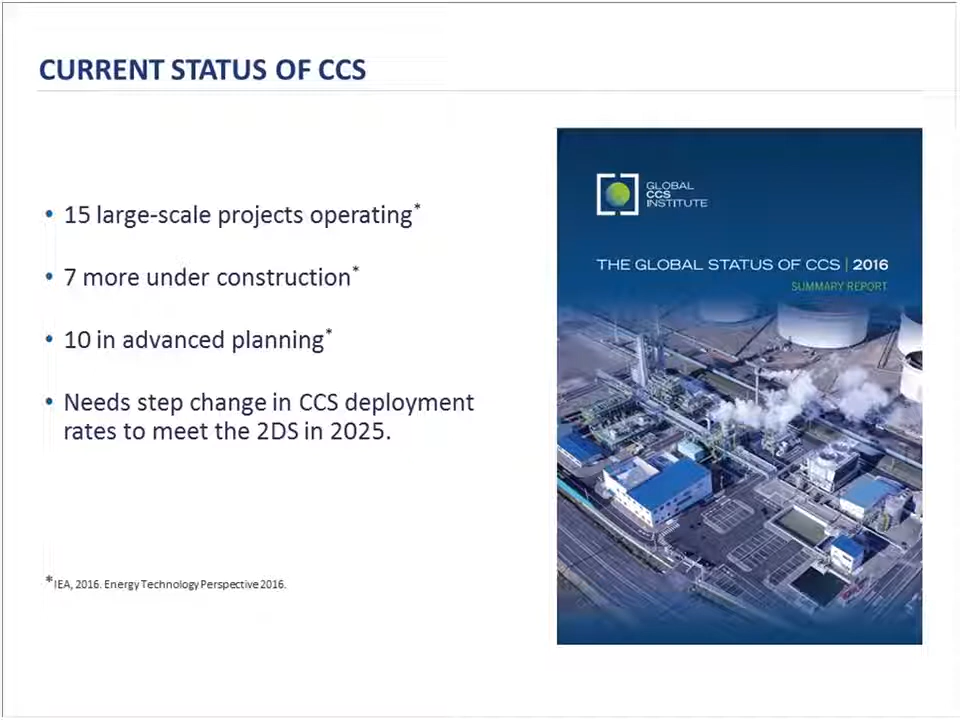 CURRENT STATUS OF CCS
• 15 large-scale projects operating*
• 7 more under construction*
• 10 in advanced planning*
• Needs step change in CCS deployment
rates to meet the 2DS in 2025.
*IEA, 2016. Energy Technology Perspective 2016.
GLOBAL
CCS
INSTITUTE
THE GLOBAL STATUS OF CCS | 2016
SUMMARY REPORT